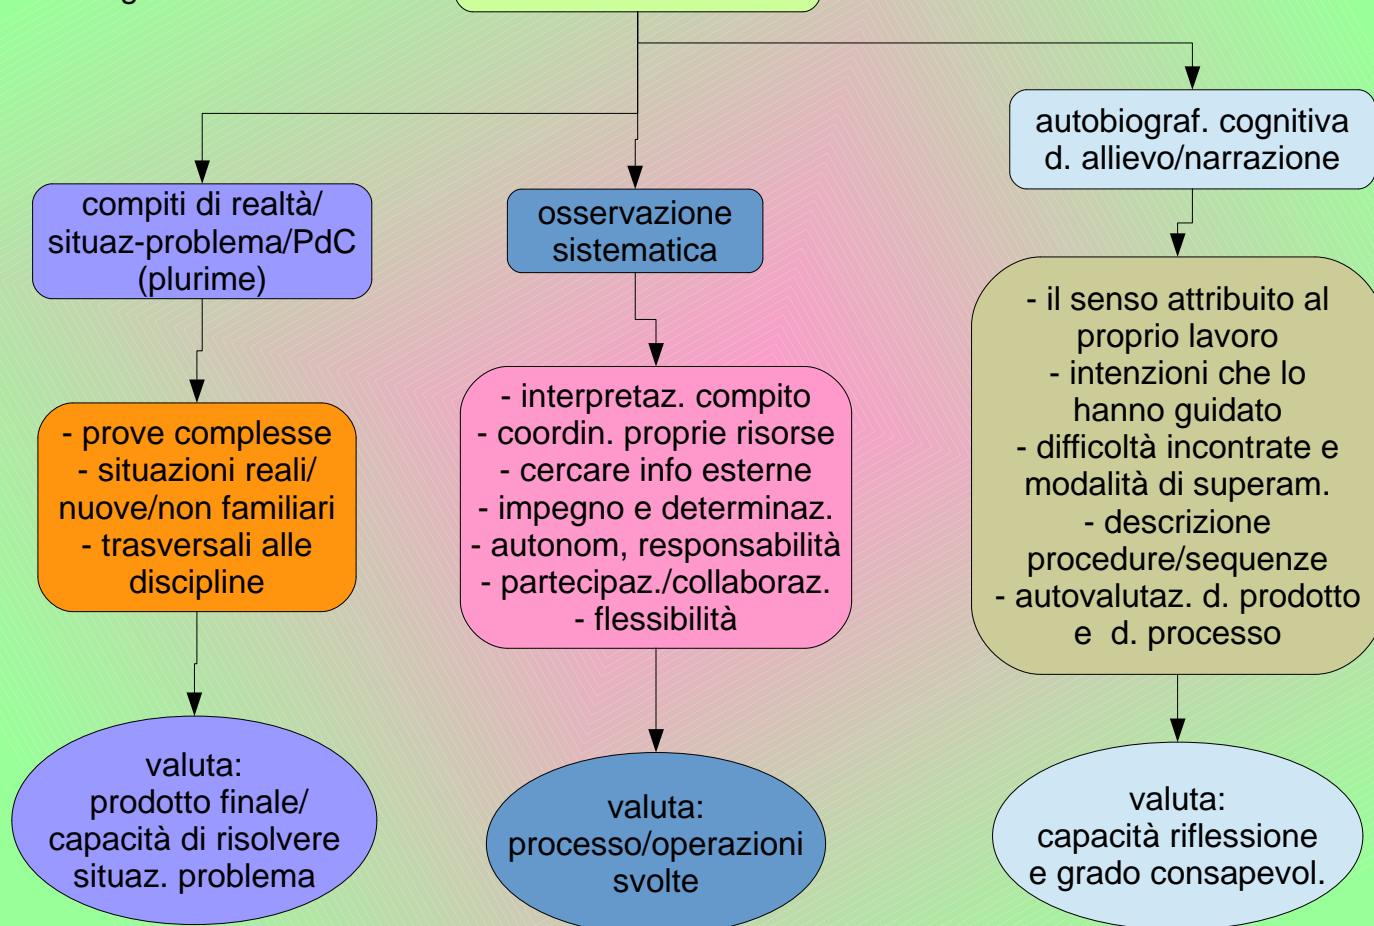 g
autobiograf. cognitiva
d. allievo/narrazione
compiti di realtà/
situaz-problema/PdC
(plurime)
osservazione
sistematica
- il senso attribuito al
proprio lavoro
- intenzioni che lo
hanno guidato
- difficoltà incontrate e
modalità di superam.
- descrizione
procedure/sequenze
- autovalutaz. d. prodotto
e  d. processo
- interpretaz. compito
- coordin. proprie risorse
- cercare info esterne
- impegno e determinaz.
- autonom, responsabilità
- partecipaz./collaboraz.
- flessibilità
- prove complesse
- situazioni reali/
nuove/non familiari
- trasversali alle
discipline
valuta:
prodotto finale/
capacità di risolvere
situaz. problema
valuta:
processo/operazioni
svolte
valuta:
capacità riflessione
e grado consapevol.